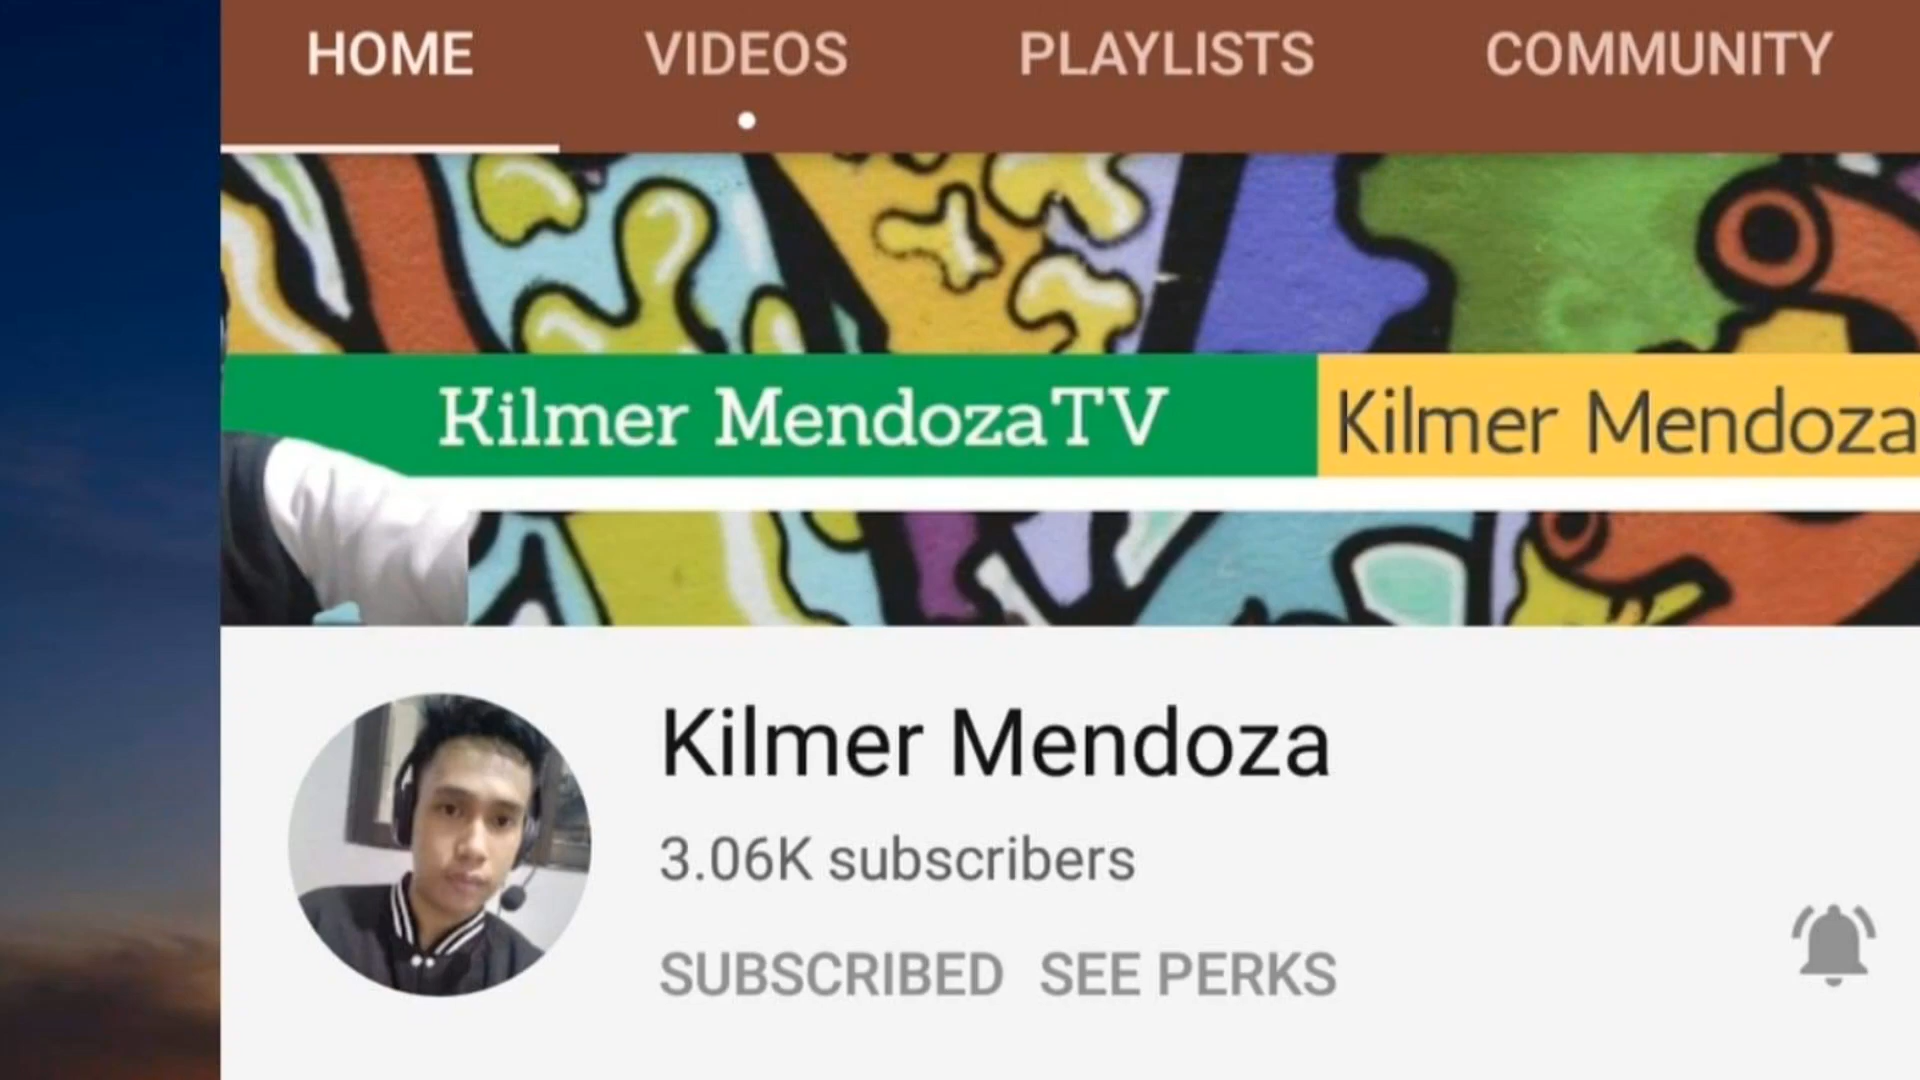 HOME VIDEOS PLAYLISTS COMMUNITY
Kilmer MendozaTV Kilmer Mendoza
Kilmer Mendoza
3.06K subscribers
SUBSCRIBED SEE PERKS